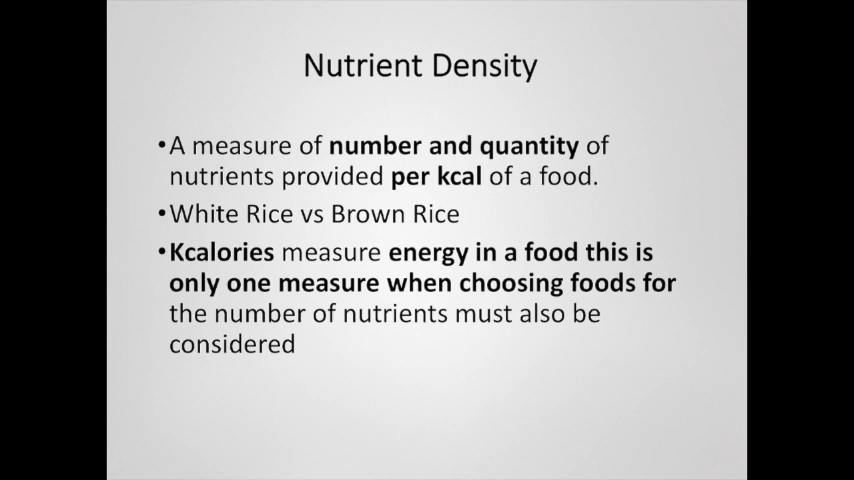 Nutrient Density
•A measure of number and quantity of
nutrients provided per kcal of a food.
•White Rice vs Brown Rice
•Kcalories measure energy in a food this is
only one measure when choosing foods for
the number of nutrients must also be
considered